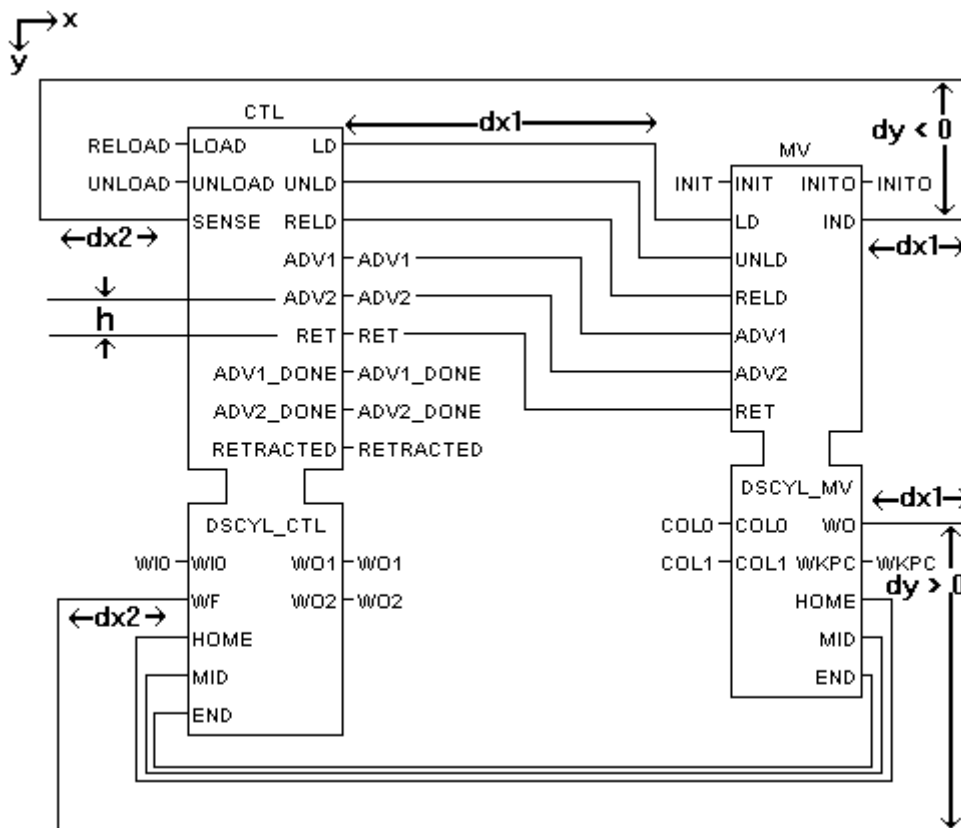 x
y
CTL
dx1
dy < 0
MV
RELOAD LOAD LD
UNLOAD UNLOAD UNLD
SENSE RELD
dx2
ADV1 ADV1
ADV2 ADV2
h
RET RET
ADV1_DONE ADV1_DONE
ADV2_DONE ADV2_DONE
RETRACTED RETRACTED
INIT INIT INITO INITO
LD IND
dx1
UNLD
RELD
ADV1
ADV2
RET
DSCYL_CTL
WI0 WI0 WO1 WO1
WF WO2 WO2
dx2
HOME
MID
END
DSCYL_MV
dx1
COL0 COL0 WO
COL1 COL1 WKPC WKPC
dy > 0
HOME
MID
END